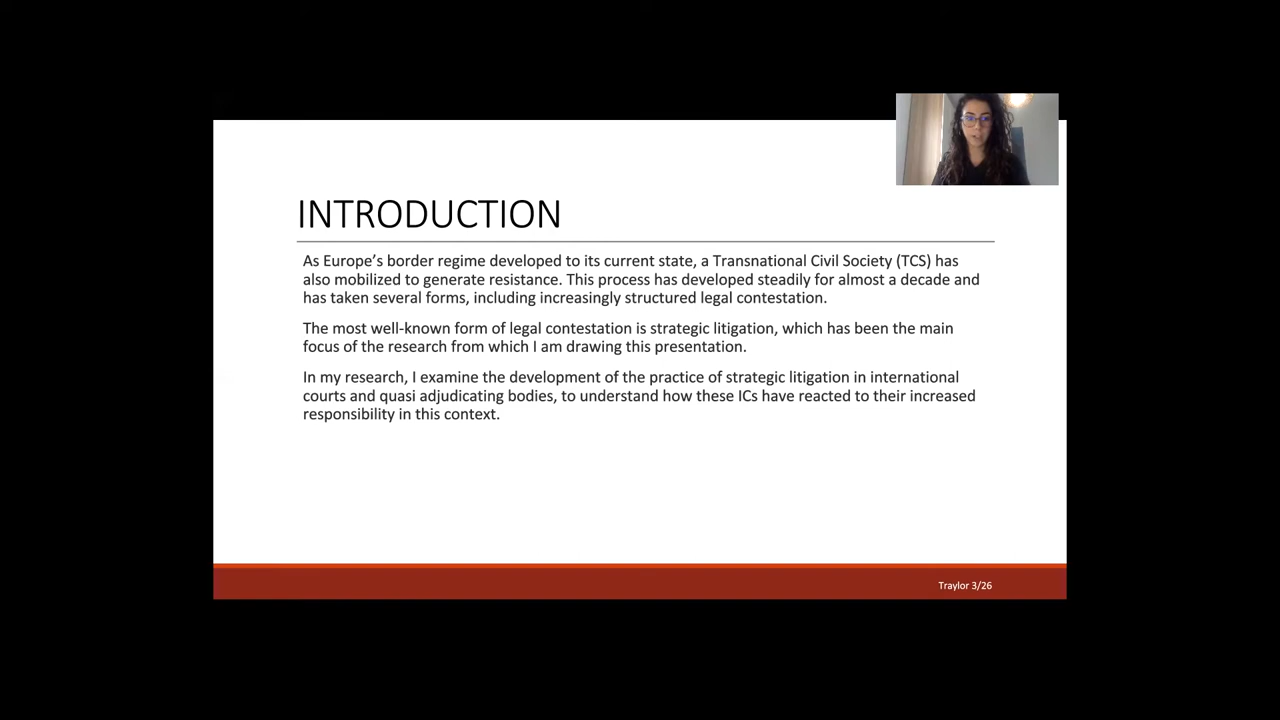 INTRODUCTION
As Europe’s border regime developed to its current state, a Transnational Civil Society (TCS) has
also mobilized to generate resistance. This process has developed steadily for almost a decade and
has taken several forms, including increasingly structured legal contestation.
The most well-known form of legal contestation is strategic litigation, which has been the main
focus of the research from which I am drawing this presentation.
In my research, I examine the development of the practice of strategic litigation in international
courts and quasi adjudicating bodies, to understand how these ICs have reacted to their increased
responsibility in this context.
Traylor 3/26